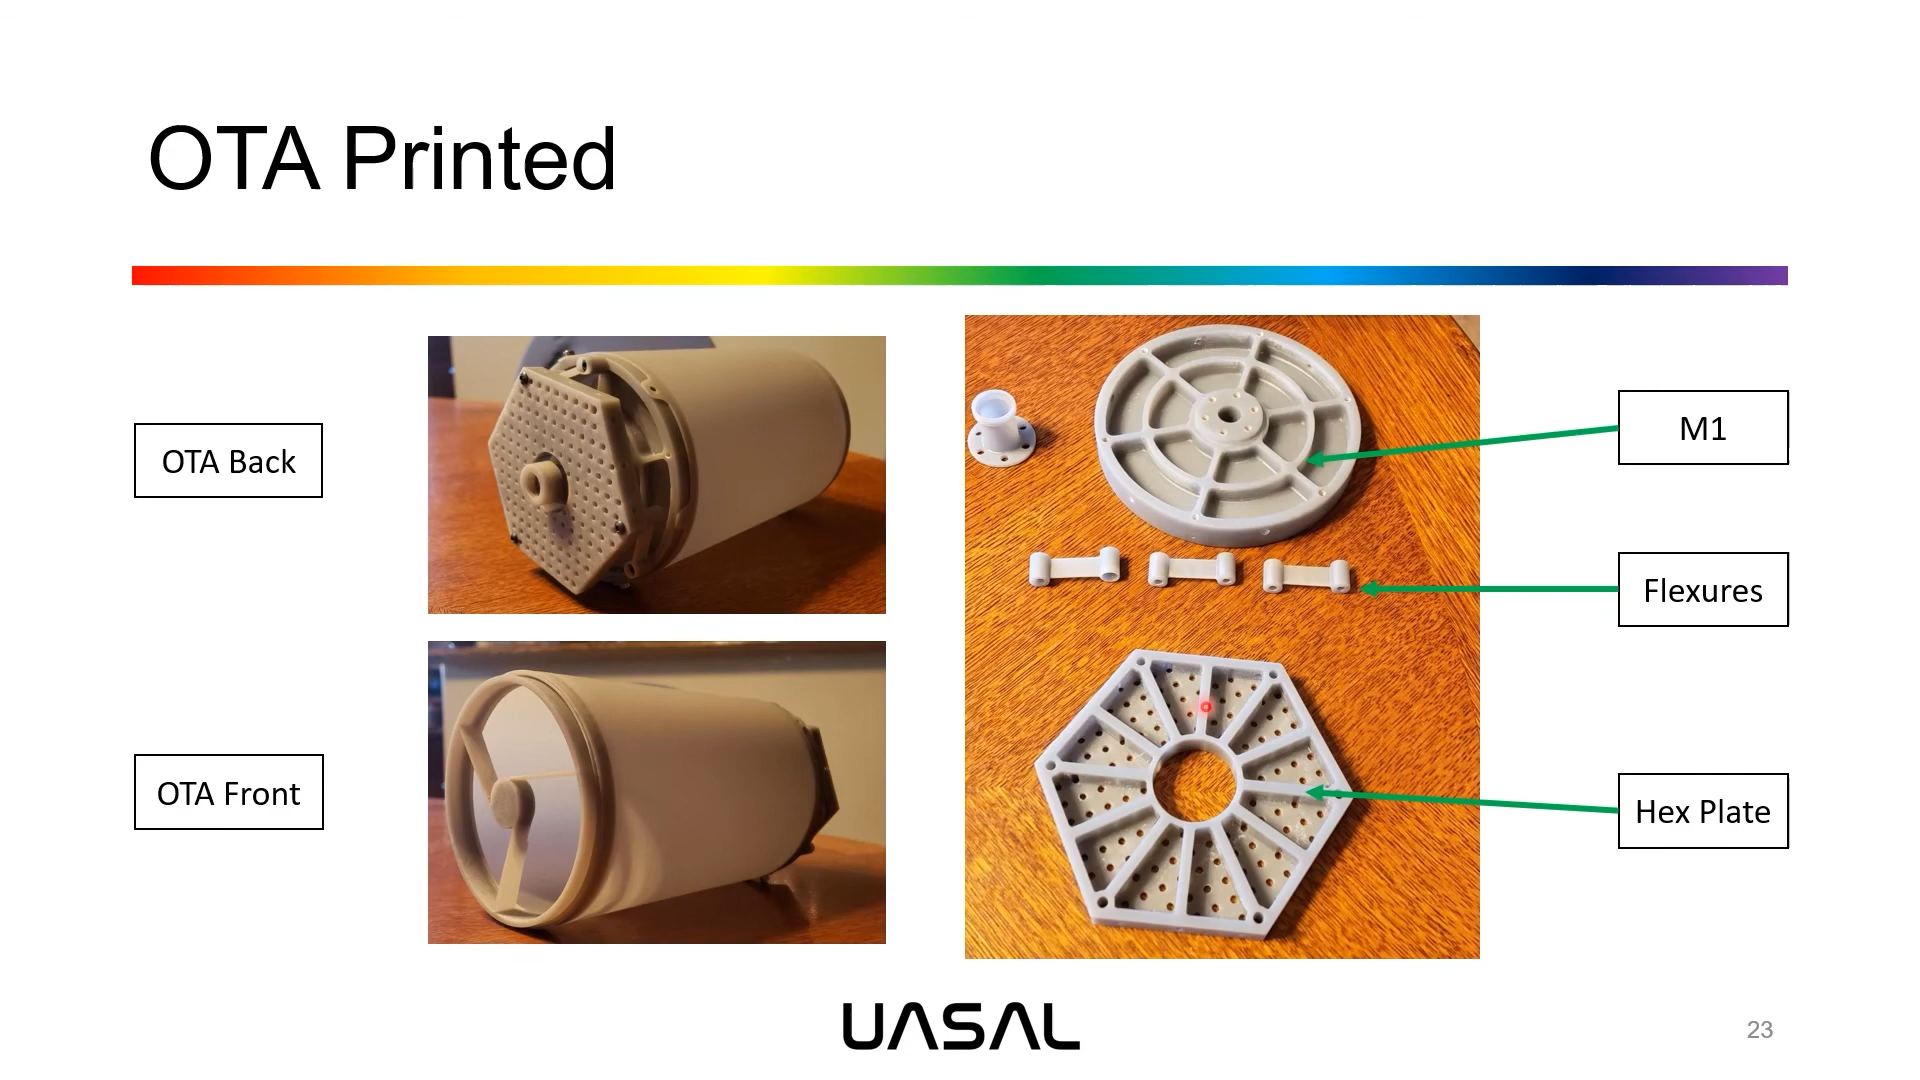 OTA Printed
OTA Back
OTA Front
M1
Flexures
Hex Plate
UASAL
23